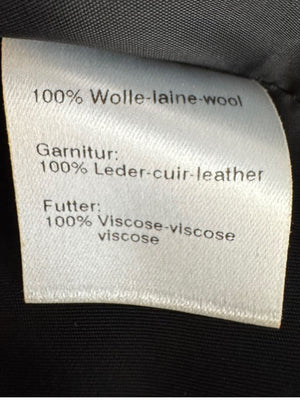 100% Wolle-laine-wool
Garnitur:
100% Leder-cuir-leather
Futter:
100% Viscose-viscose
viscose